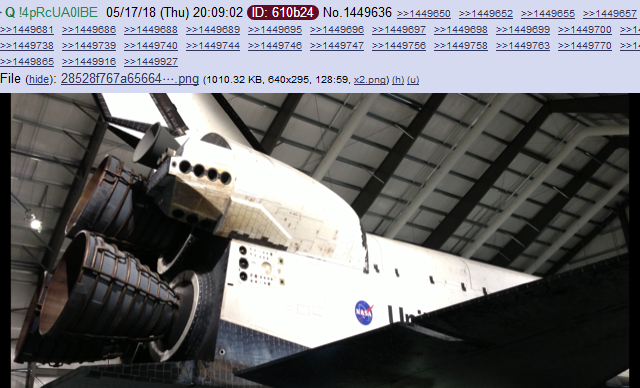 Q !4pRcUA0lBE 05/17/18 (Thu) 20:09:02 ID: 610b24 No.1449636 >>1449650 >>1449652 >>1449655 >>1449657
>>1449681 >>1449686 >>1449688 >>1449689 >>1449695 >>1449696 >>1449697 >>1449698 >>1449699 >>1449700
>>1449738 >>1449739 >>1449740 >>1449744 >>1449746 >>1449747 >>1449756 >>1449758 >>1449763 >>1449770
>>1449865 >>1449916 >>1449927
File (hide): 28528f767a65664⋯.png (1010.32 KB, 640x295, 128:59, x2.png) (h) (u)
NASA
Uni